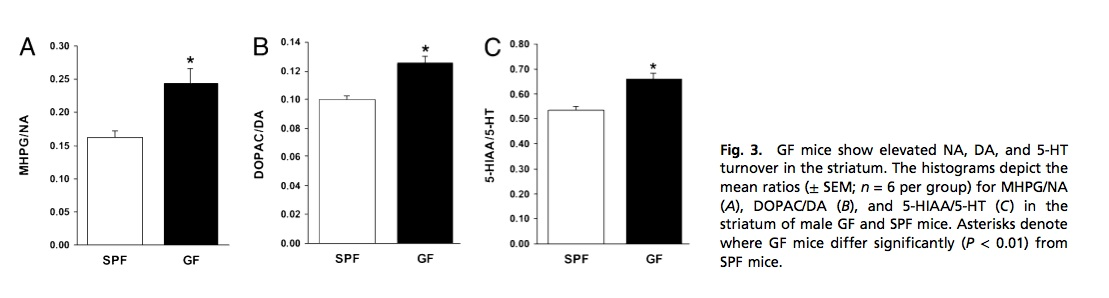 A
MHPG/NA
0.30
0.25
0.20
0.15
0.10
0.05
0.00
*
SPF GF
B
DOPAC/DA
0.14
0.12
0.10
0.08
0.06
0.04
0.02
0.00
*
SPF GF
C
5-HIAA/5-HT
0.80
0.70
0.60
0.50
0.40
0.30
0.20
0.10
0.00
*
SPF GF
Fig. 3. GF mice show elevated NA, DA, and 5-HT
turnover in the striatum. The histograms depict the
mean ratios (± SEM; n = 6 per group) for MHPG/NA
(A), DOPAC/DA (B), and 5-HIAA/5-HT (C) in the
striatum of male GF and SPF mice. Asterisks denote
where GF mice differ significantly (P < 0.01) from
SPF mice.